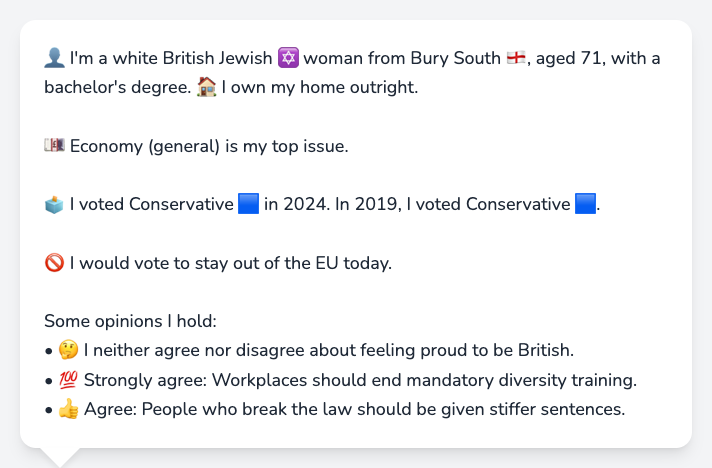 👤 I'm a white British Jewish ✡️ woman from Bury South 🏴󠁧󠁢󠁥󠁮󠁧󠁿, aged 71, with a
bachelor's degree. 🏠 I own my home outright.
💷 Economy (general) is my top issue.
🗳️ I voted Conservative 🟦 in 2024. In 2019, I voted Conservative 🟦.
🚫 I would vote to stay out of the EU today.
Some opinions I hold:
• 🤔 I neither agree nor disagree about feeling proud to be British.
• 💯 Strongly agree: Workplaces should end mandatory diversity training.
• 👍 Agree: People who break the law should be given stiffer sentences.